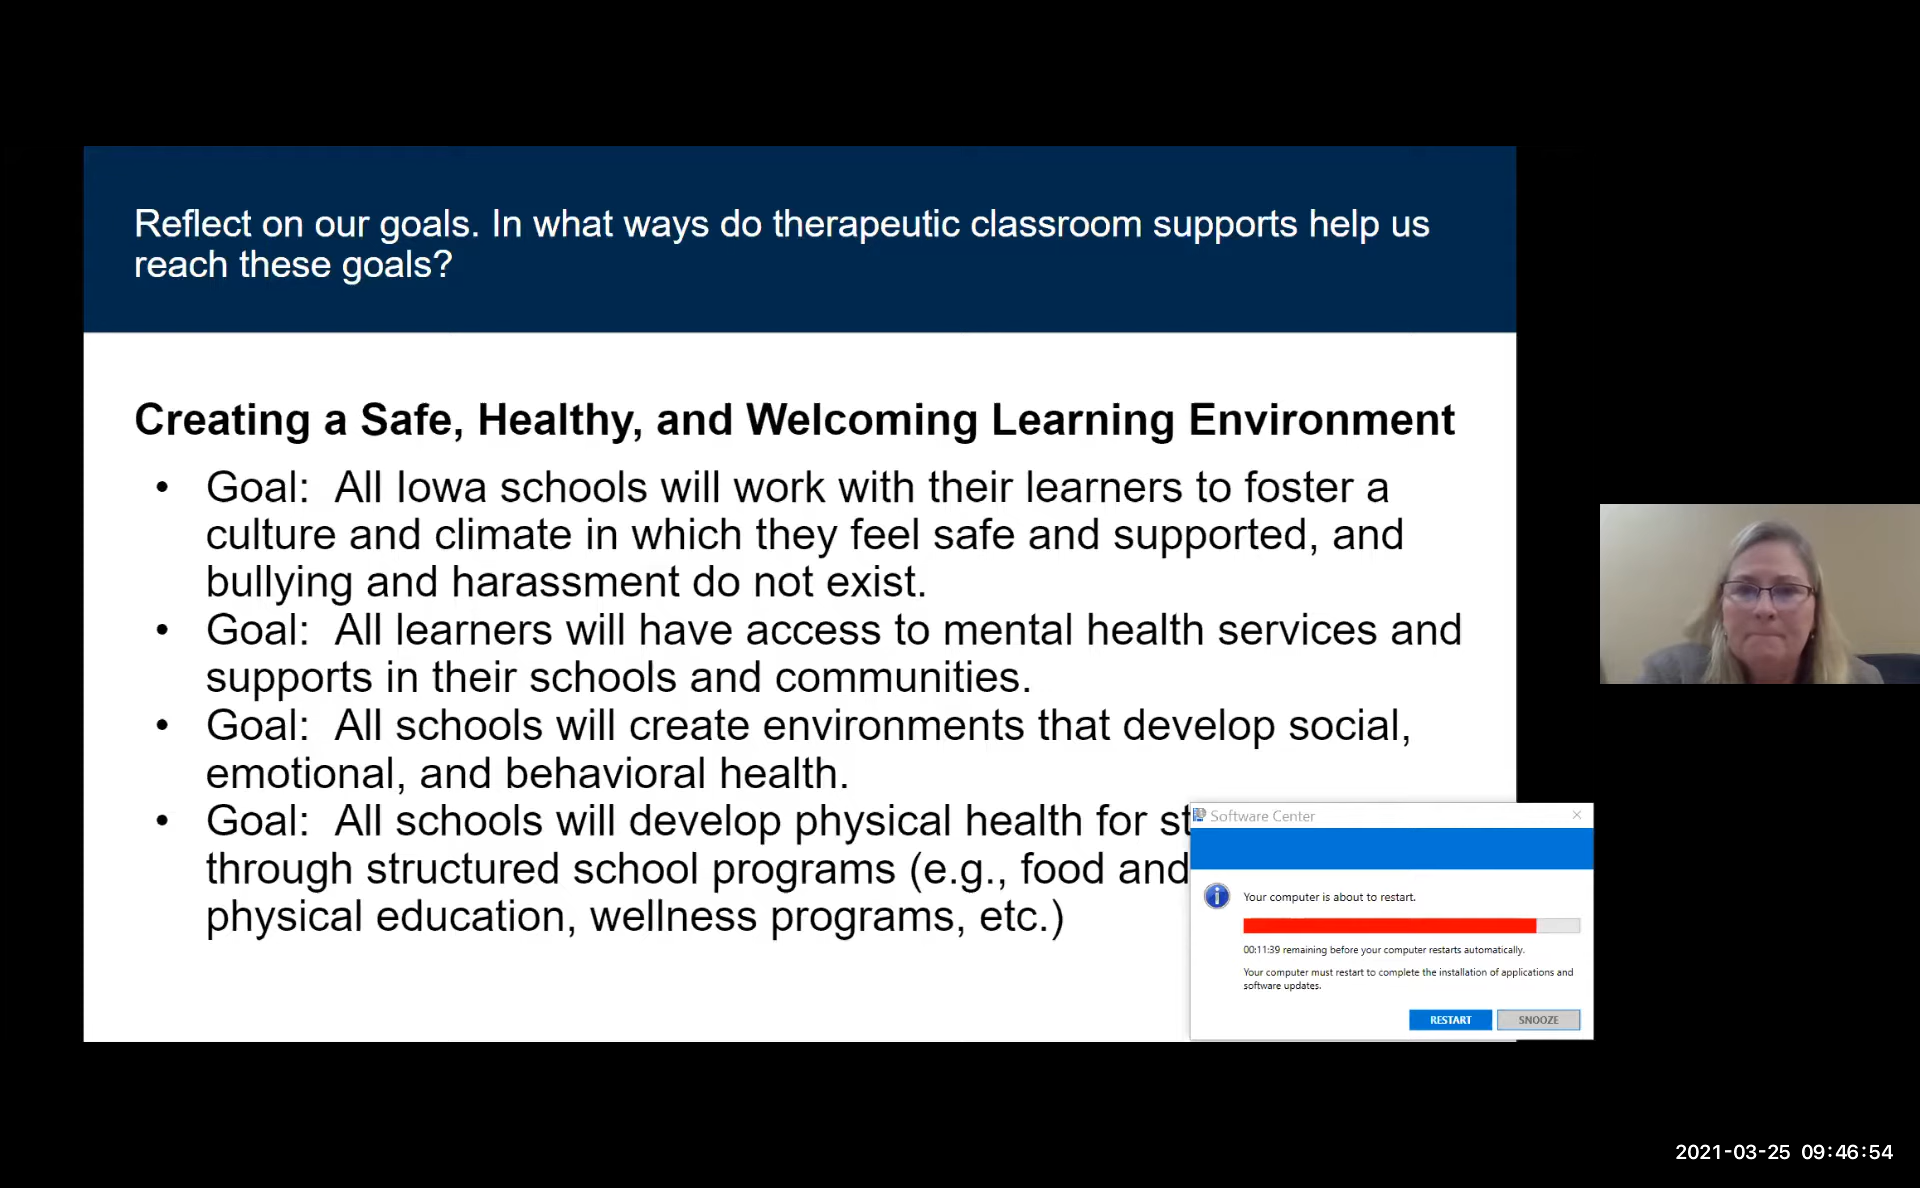 Reflect on our goals. In what ways do therapeutic classroom supports help us
reach these goals?
Creating a Safe, Healthy, and Welcoming Learning Environment
• Goal:  All Iowa schools will work with their learners to foster a
culture and climate in which they feel safe and supported, and
bullying and harassment do not exist.
• Goal:  All learners will have access to mental health services and
supports in their schools and communities.
• Goal:  All schools will create environments that develop social,
emotional, and behavioral health.
• Goal:  All schools will develop physical health for st
through structured school programs (e.g., food and
physical education, wellness programs, etc.)
Software Center
Your computer is about to restart.
00:11:39 remaining before your computer restarts automatically.
Your computer must restart to complete the installation of applications and
software updates.
RESTART SNOOZE
2021-03-25 09:46:54